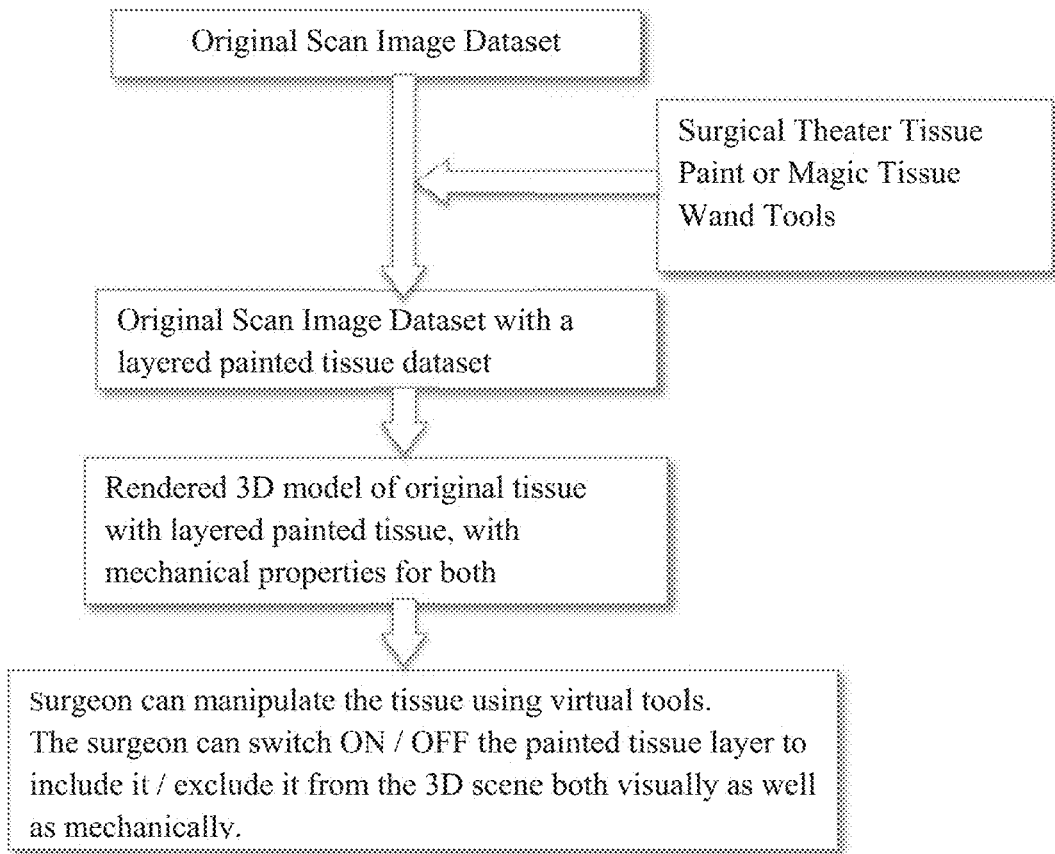 Original Scan Image Dataset
Surgical Theater Tissue
Paint or Magic Tissue
Wand Tools
Original Scan Image Dataset with a
layered painted tissue dataset
Rendered 3D model of original tissue
with layered painted tissue, with
mechanical properties for both
Surgeon can manipulate the tissue using virtual tools.
The surgeon can switch ON / OFF the painted tissue layer to
include it / exclude it from the 3D scene both visually as well
as mechanically.